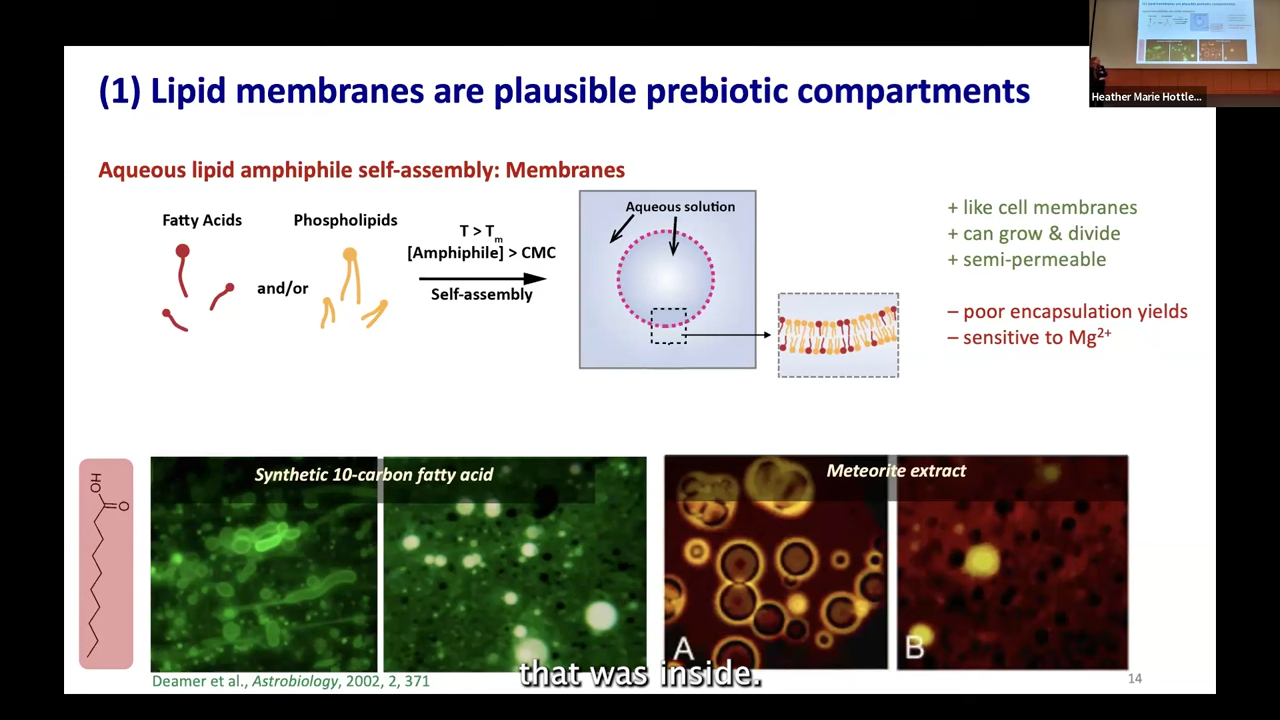 (1) Lipid membranes are plausible prebiotic compartments
Heather Marie Hottle...
Aqueous lipid amphiphile self-assembly: Membranes
Fatty Acids
Phospholipids
and/or
T > Tm
[Amphiphile] > CMC
Self-assembly
Aqueous solution
+ like cell membranes
+ can grow & divide
+ semi-permeable
– poor encapsulation yields
– sensitive to Mg²⁺
HO
O
Synthetic 10-carbon fatty acid
Meteorite extract
A
B
that was inside.
Deamer et al., Astrobiology, 2002, 2, 371
14